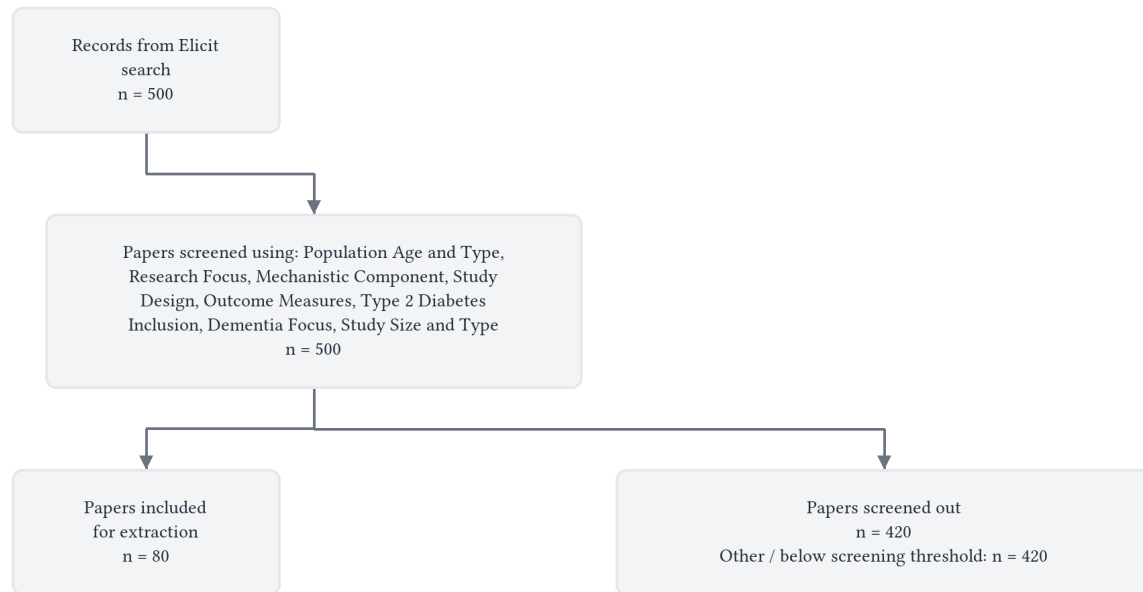 Records from Elicit
search
n = 500
Papers screened using: Population Age and Type,
Research Focus, Mechanistic Component, Study
Design, Outcome Measures, Type 2 Diabetes
Inclusion, Dementia Focus, Study Size and Type
n = 500
Papers included
for extraction
n = 80
Papers screened out
n = 420
Other / below screening threshold: n = 420